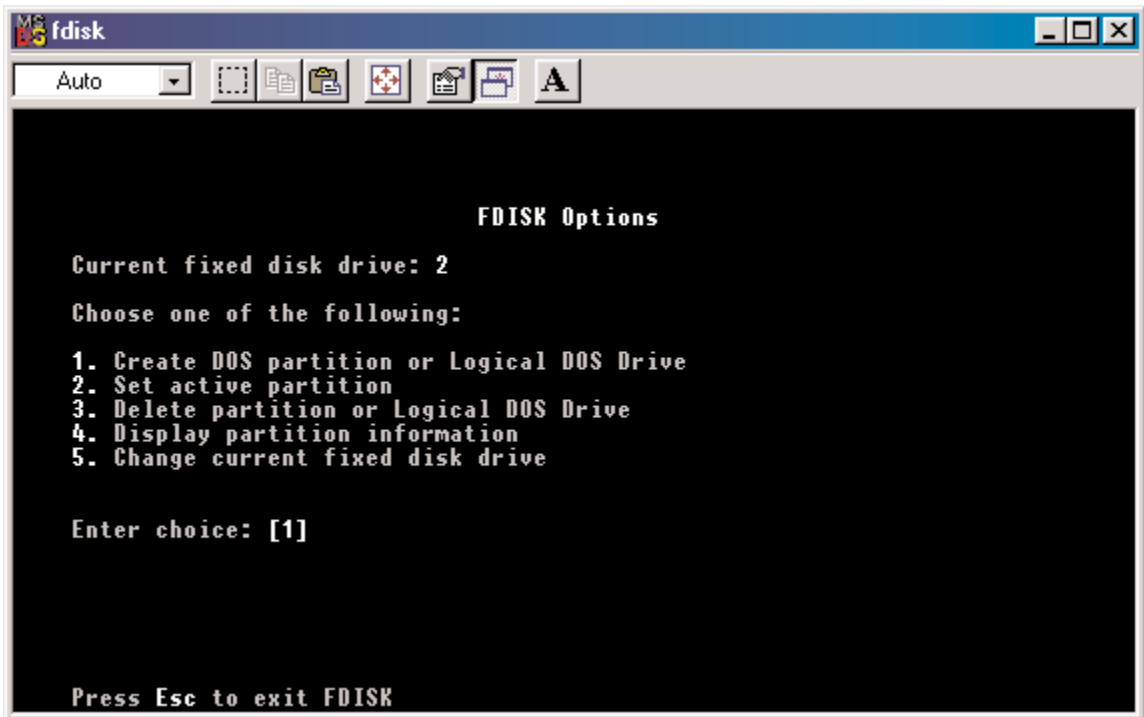 fdisk
Auto
A
FDISK Options
Current fixed disk drive: 2
Choose one of the following:
1. Create DOS partition or Logical DOS Drive
2. Set active partition
3. Delete partition or Logical DOS Drive
4. Display partition information
5. Change current fixed disk drive
Enter choice: [1]
Press Esc to exit FDISK